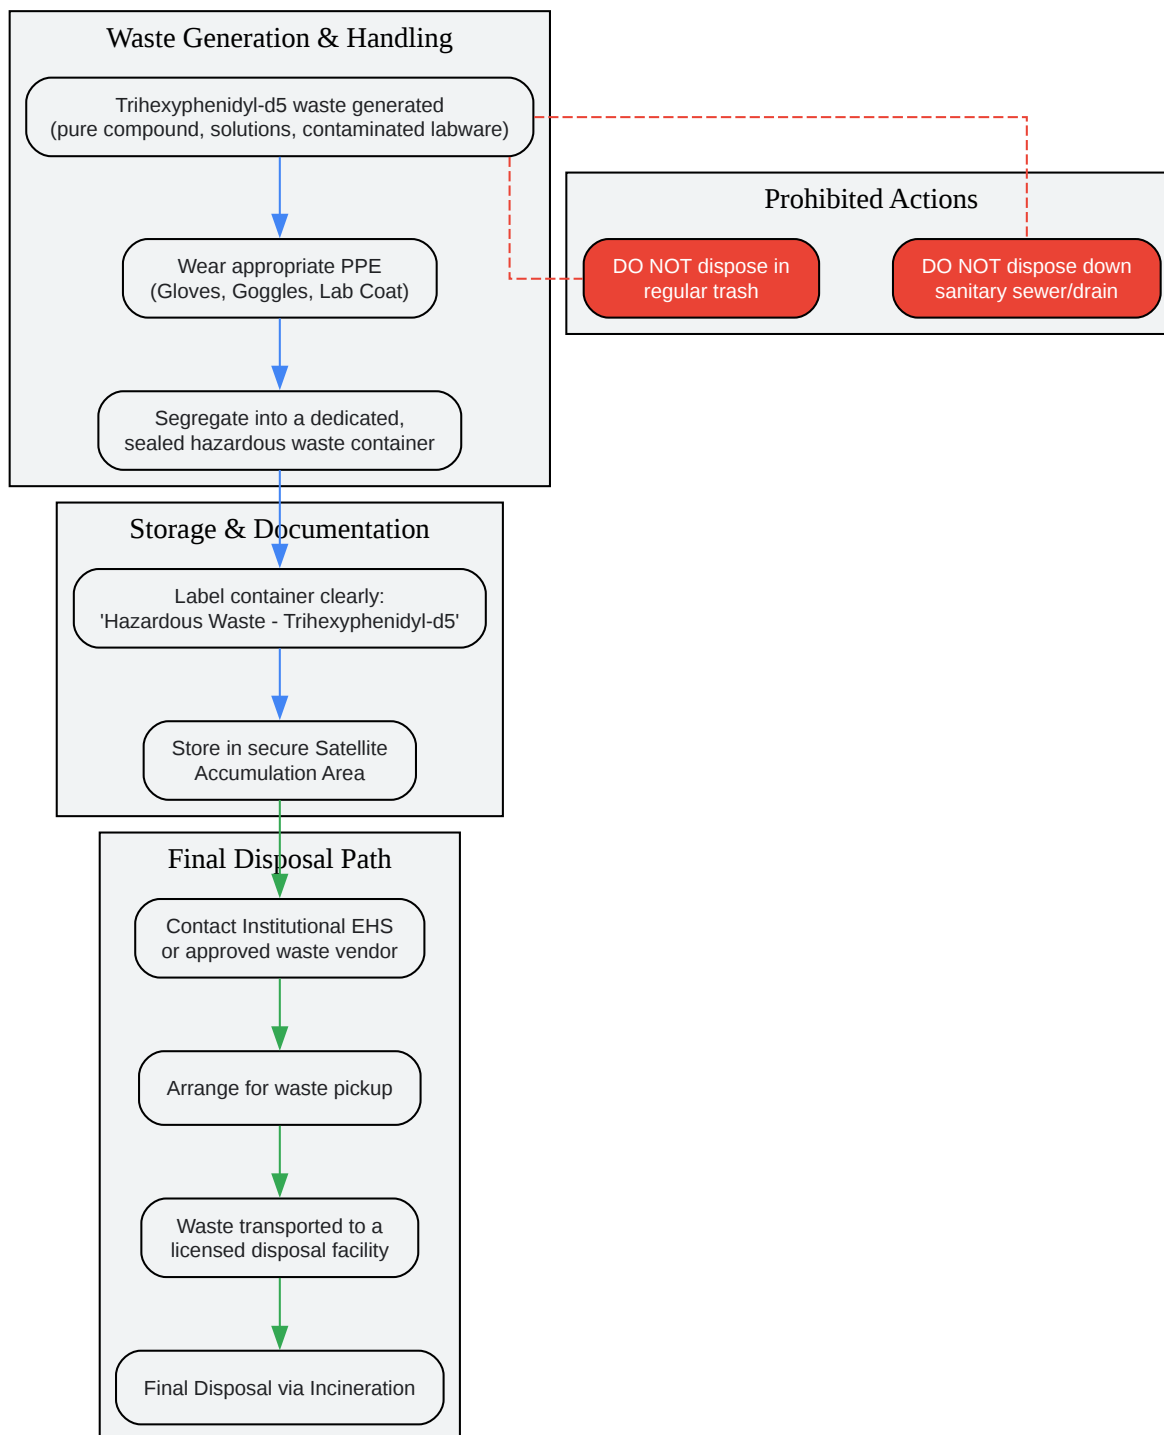 Waste Generation & Handling
Trihexyphenidyl-d5 waste generated
(pure compound, solutions, contaminated labware)
Wear appropriate PPE
(Gloves, Goggles, Lab Coat)
Segregate into a dedicated,
sealed hazardous waste container
Prohibited Actions
DO NOT dispose in
regular trash
DO NOT dispose down
sanitary sewer/drain
Storage & Documentation
Label container clearly:
'Hazardous Waste - Trihexyphenidyl-d5'
Store in secure Satellite
Accumulation Area
Final Disposal Path
Contact Institutional EHS
or approved waste vendor
Arrange for waste pickup
Waste transported to a
licensed disposal facility
Final Disposal via Incineration